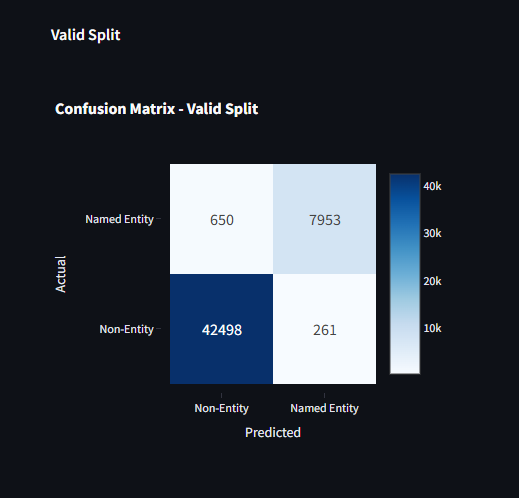 Valid Split
Confusion Matrix - Valid Split
Named Entity
650
7953
Non-Entity
42498
261
Non-Entity
Named Entity
Predicted
Actual
40k
30k
20k
10k